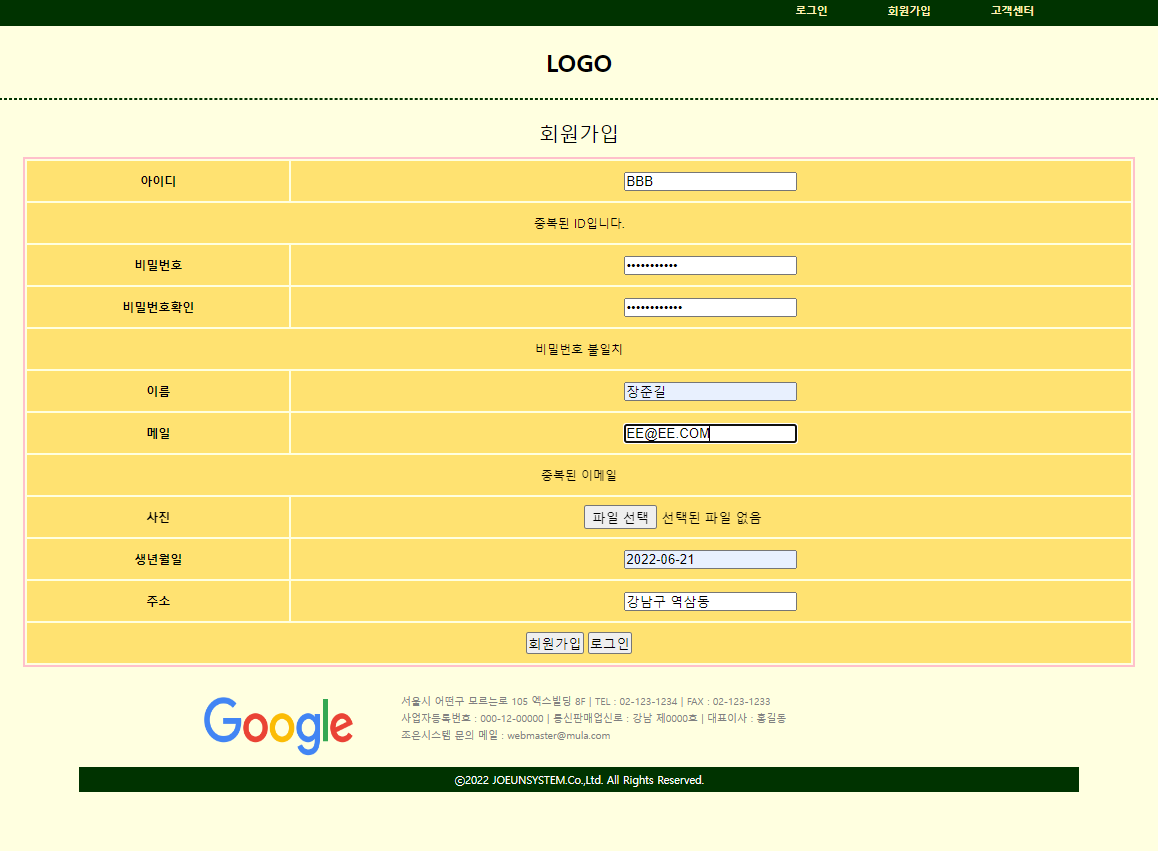 로그인 회원가입 고객센터
LOGO
회원가입
아이디 BBB
중복된 ID입니다.
비밀번호 •••••••••••
비밀번호확인 ••••••••••••
비밀번호 불일치
이름 장준길
메일 EE@EE.COM
중복된 이메일
사진 파일 선택 선택된 파일 없음
생년월일 2022-06-21
주소 강남구 역삼동
회원가입 로그인
Google
서울시 어떤구 모르는로 105 엑스빌딩 8F | TEL : 02-123-1234 | FAX : 02-123-1233
사업자등록번호 : 000-12-00000 | 통신판매업신로 : 강남 제0000호 | 대표이사 : 홍길동
조은시스템 문의 메일 : webmaster@mula.com
ⓒ2022 JOEUNSYSTEM.Co.,Ltd. All Rights Reserved.